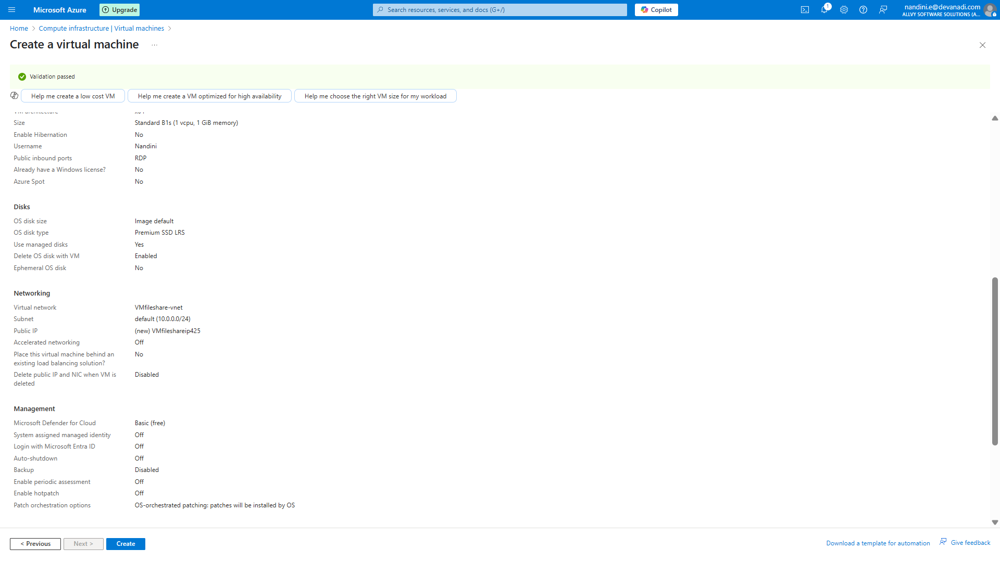 Microsoft Azure
Upgrade
Search resources, services, and docs (G+/)
Copilot
1
nandini.e@devanadi.com
ALLVY SOFTWARE SOLUTIONS (A...
Home > Compute infrastructure | Virtual machines >
Create a virtual machine ...
Validation passed
Help me create a low cost VM
Help me create a VM optimized for high availability
Help me choose the right VM size for my workload
Size Standard B1s (1 vcpu, 1 GiB memory)
Enable Hibernation No
Username Nandini
Public inbound ports RDP
Already have a Windows license? No
Azure Spot No
Disks
OS disk size Image default
OS disk type Premium SSD LRS
Use managed disks Yes
Delete OS disk with VM Enabled
Ephemeral OS disk No
Networking
Virtual network VMfileshare-vnet
Subnet default (10.0.0.0/24)
Public IP (new) VMfileshareip425
Accelerated networking Off
Place this virtual machine behind an No
existing load balancing solution?
Delete public IP and NIC when VM is Disabled
deleted
Management
Microsoft Defender for Cloud Basic (free)
System assigned managed identity Off
Login with Microsoft Entra ID Off
Auto-shutdown Off
Backup Disabled
Enable periodic assessment Off
Enable hotpatch Off
Patch orchestration options OS-orchestrated patching: patches will be installed by OS
< Previous
Next >
Create
Download a template for automation
Give feedback